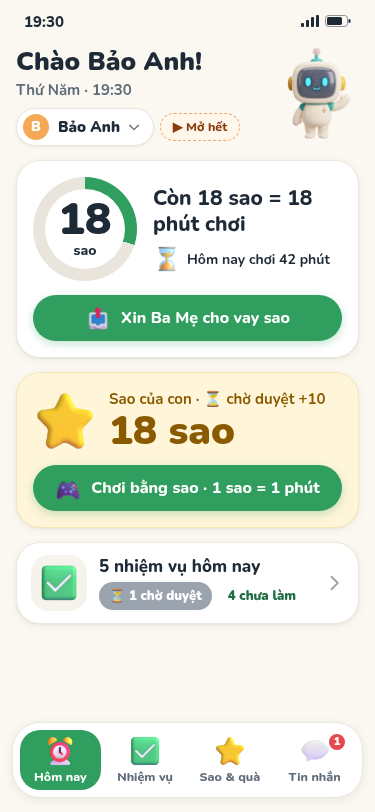 19:30
Chào Bảo Anh!
Thứ Năm · 19:30
B Bảo Anh
▶ Mở hết
18
sao
Còn 18 sao = 18
phút chơi
Hôm nay chơi 42 phút
Xin Ba Mẹ cho vay sao
Sao của con · ⏳ chờ duyệt +10
18 sao
Chơi bằng sao · 1 sao = 1 phút
5 nhiệm vụ hôm nay
⏳ 1 chờ duyệt
4 chưa làm
1
Hôm nay
Nhiệm vụ
Sao & quà
Tin nhắn